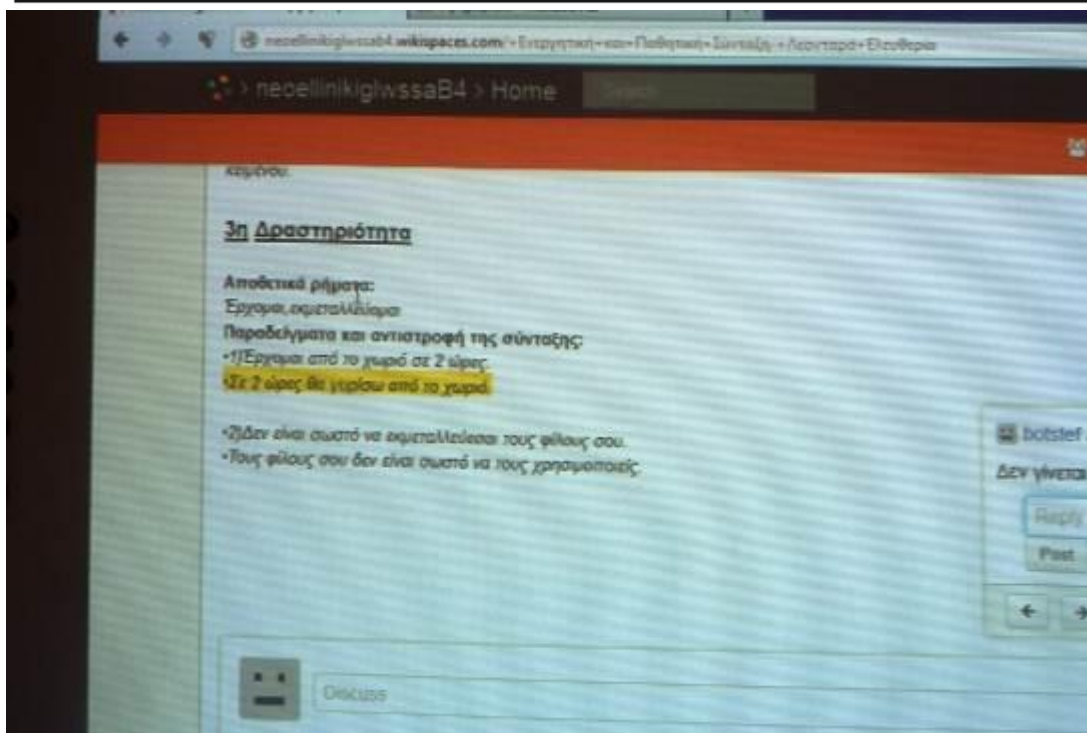 neoellinikiglwssab4.wikispaces.com/+Ενεργητική+και+Παθητική+Σύνταξη,+Λεονταρά+Ελευθερία
> neoellinikiglwssaB4 > Home Search
κειμένου.
3η Δραστηριότητα
Αποθετικά ρήματα:
Έρχομαι, εκμεταλλεύομαι
Παραδείγματα και αντιστροφή της σύνταξης:
•1)Έρχομαι από το χωριό σε 2 ώρες.
•Σε 2 ώρες θα γυρίσω από το χωριό.
•2)Δεν είναι σωστό να εκμεταλλεύεσαι τους φίλους σου.
•Τους φίλους σου δεν είναι σωστό να τους χρησιμοποιείς.
botstef
Δεν γίνεται
Reply
Post
Discuss